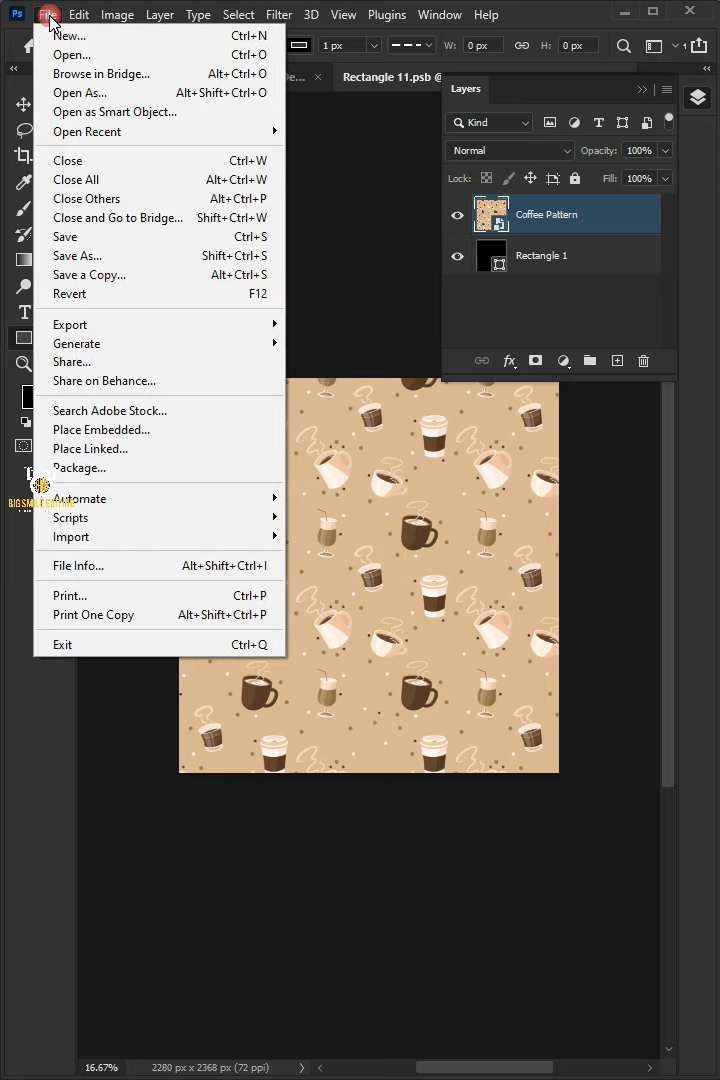 Ps File Edit Image Layer Type Select Filter 3D View Plugins Window Help
1 px W: 0 px H: 0 px
De... × Rectangle 11.psb @
Layers
Kind
Normal Opacity: 100%
Lock: Fill: 100%
Coffee Pattern
Rectangle 1
New... Ctrl+N
Open... Ctrl+O
Browse in Bridge... Alt+Ctrl+O
Open As... Alt+Shift+Ctrl+O
Open as Smart Object...
Open Recent
Close Ctrl+W
Close All Alt+Ctrl+W
Close Others Alt+Ctrl+P
Close and Go to Bridge... Shift+Ctrl+W
Save Ctrl+S
Save As... Shift+Ctrl+S
Save a Copy... Alt+Ctrl+S
Revert F12
Export
Generate
Share...
Share on Behance...
Search Adobe Stock...
Place Embedded...
Place Linked...
Package...
Automate
Scripts
Import
File Info... Alt+Shift+Ctrl+I
Print... Ctrl+P
Print One Copy Alt+Shift+Ctrl+P
Exit Ctrl+Q
16.67% 2280 px x 2368 px (72 ppi)